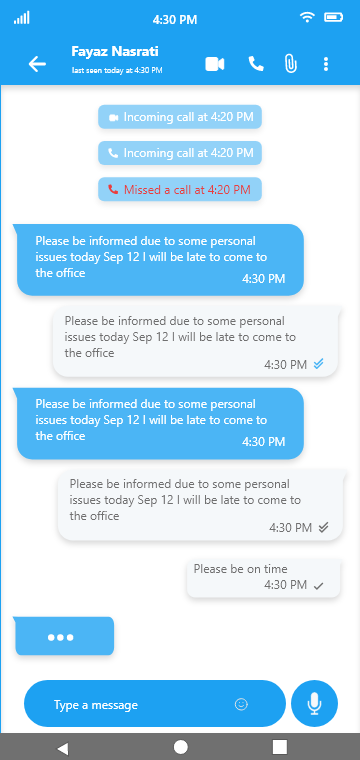 4:30 PM
Fayaz Nasrati
last seen today at 4:30 PM
Incoming call at 4:20 PM
Incoming call at 4:20 PM
Missed a call at 4:20 PM
Please be informed due to some personal
issues today Sep 12 I will be late to come to
the office
4:30 PM
Please be informed due to some personal
issues today Sep 12 I will be late to come to
the office
4:30 PM
Please be informed due to some personal
issues today Sep 12 I will be late to come to
the office
4:30 PM
Please be informed due to some personal
issues today Sep 12 I will be late to come to
the office
4:30 PM
Please be on time
4:30 PM
Type a message